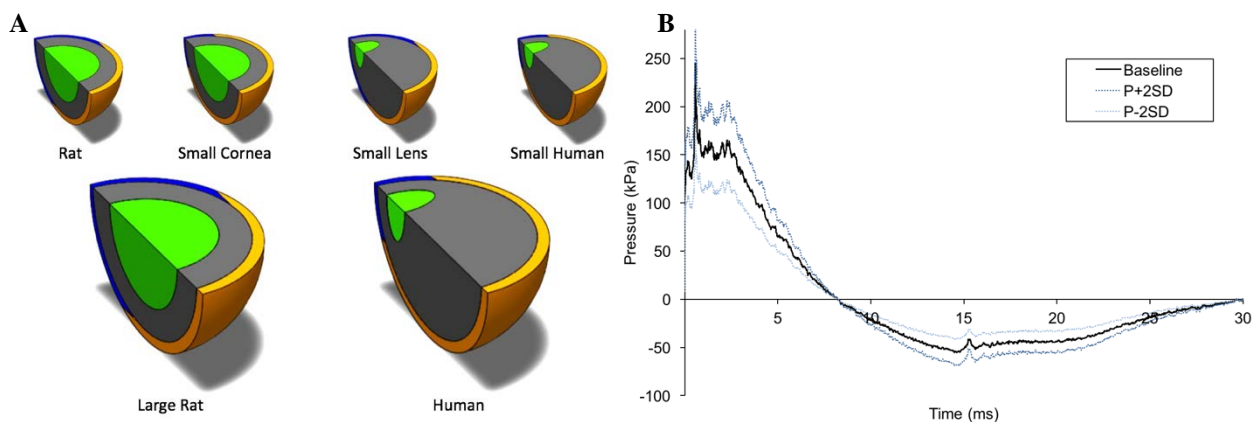 A
Rat
Small Cornea
Small Lens
Small Human
Large Rat
Human
B
Baseline
P+2SD
P-2SD
Pressure (kPa)
250
200
150
100
50
0
-50
-100
5
10
15
20
25
30
Time (ms)